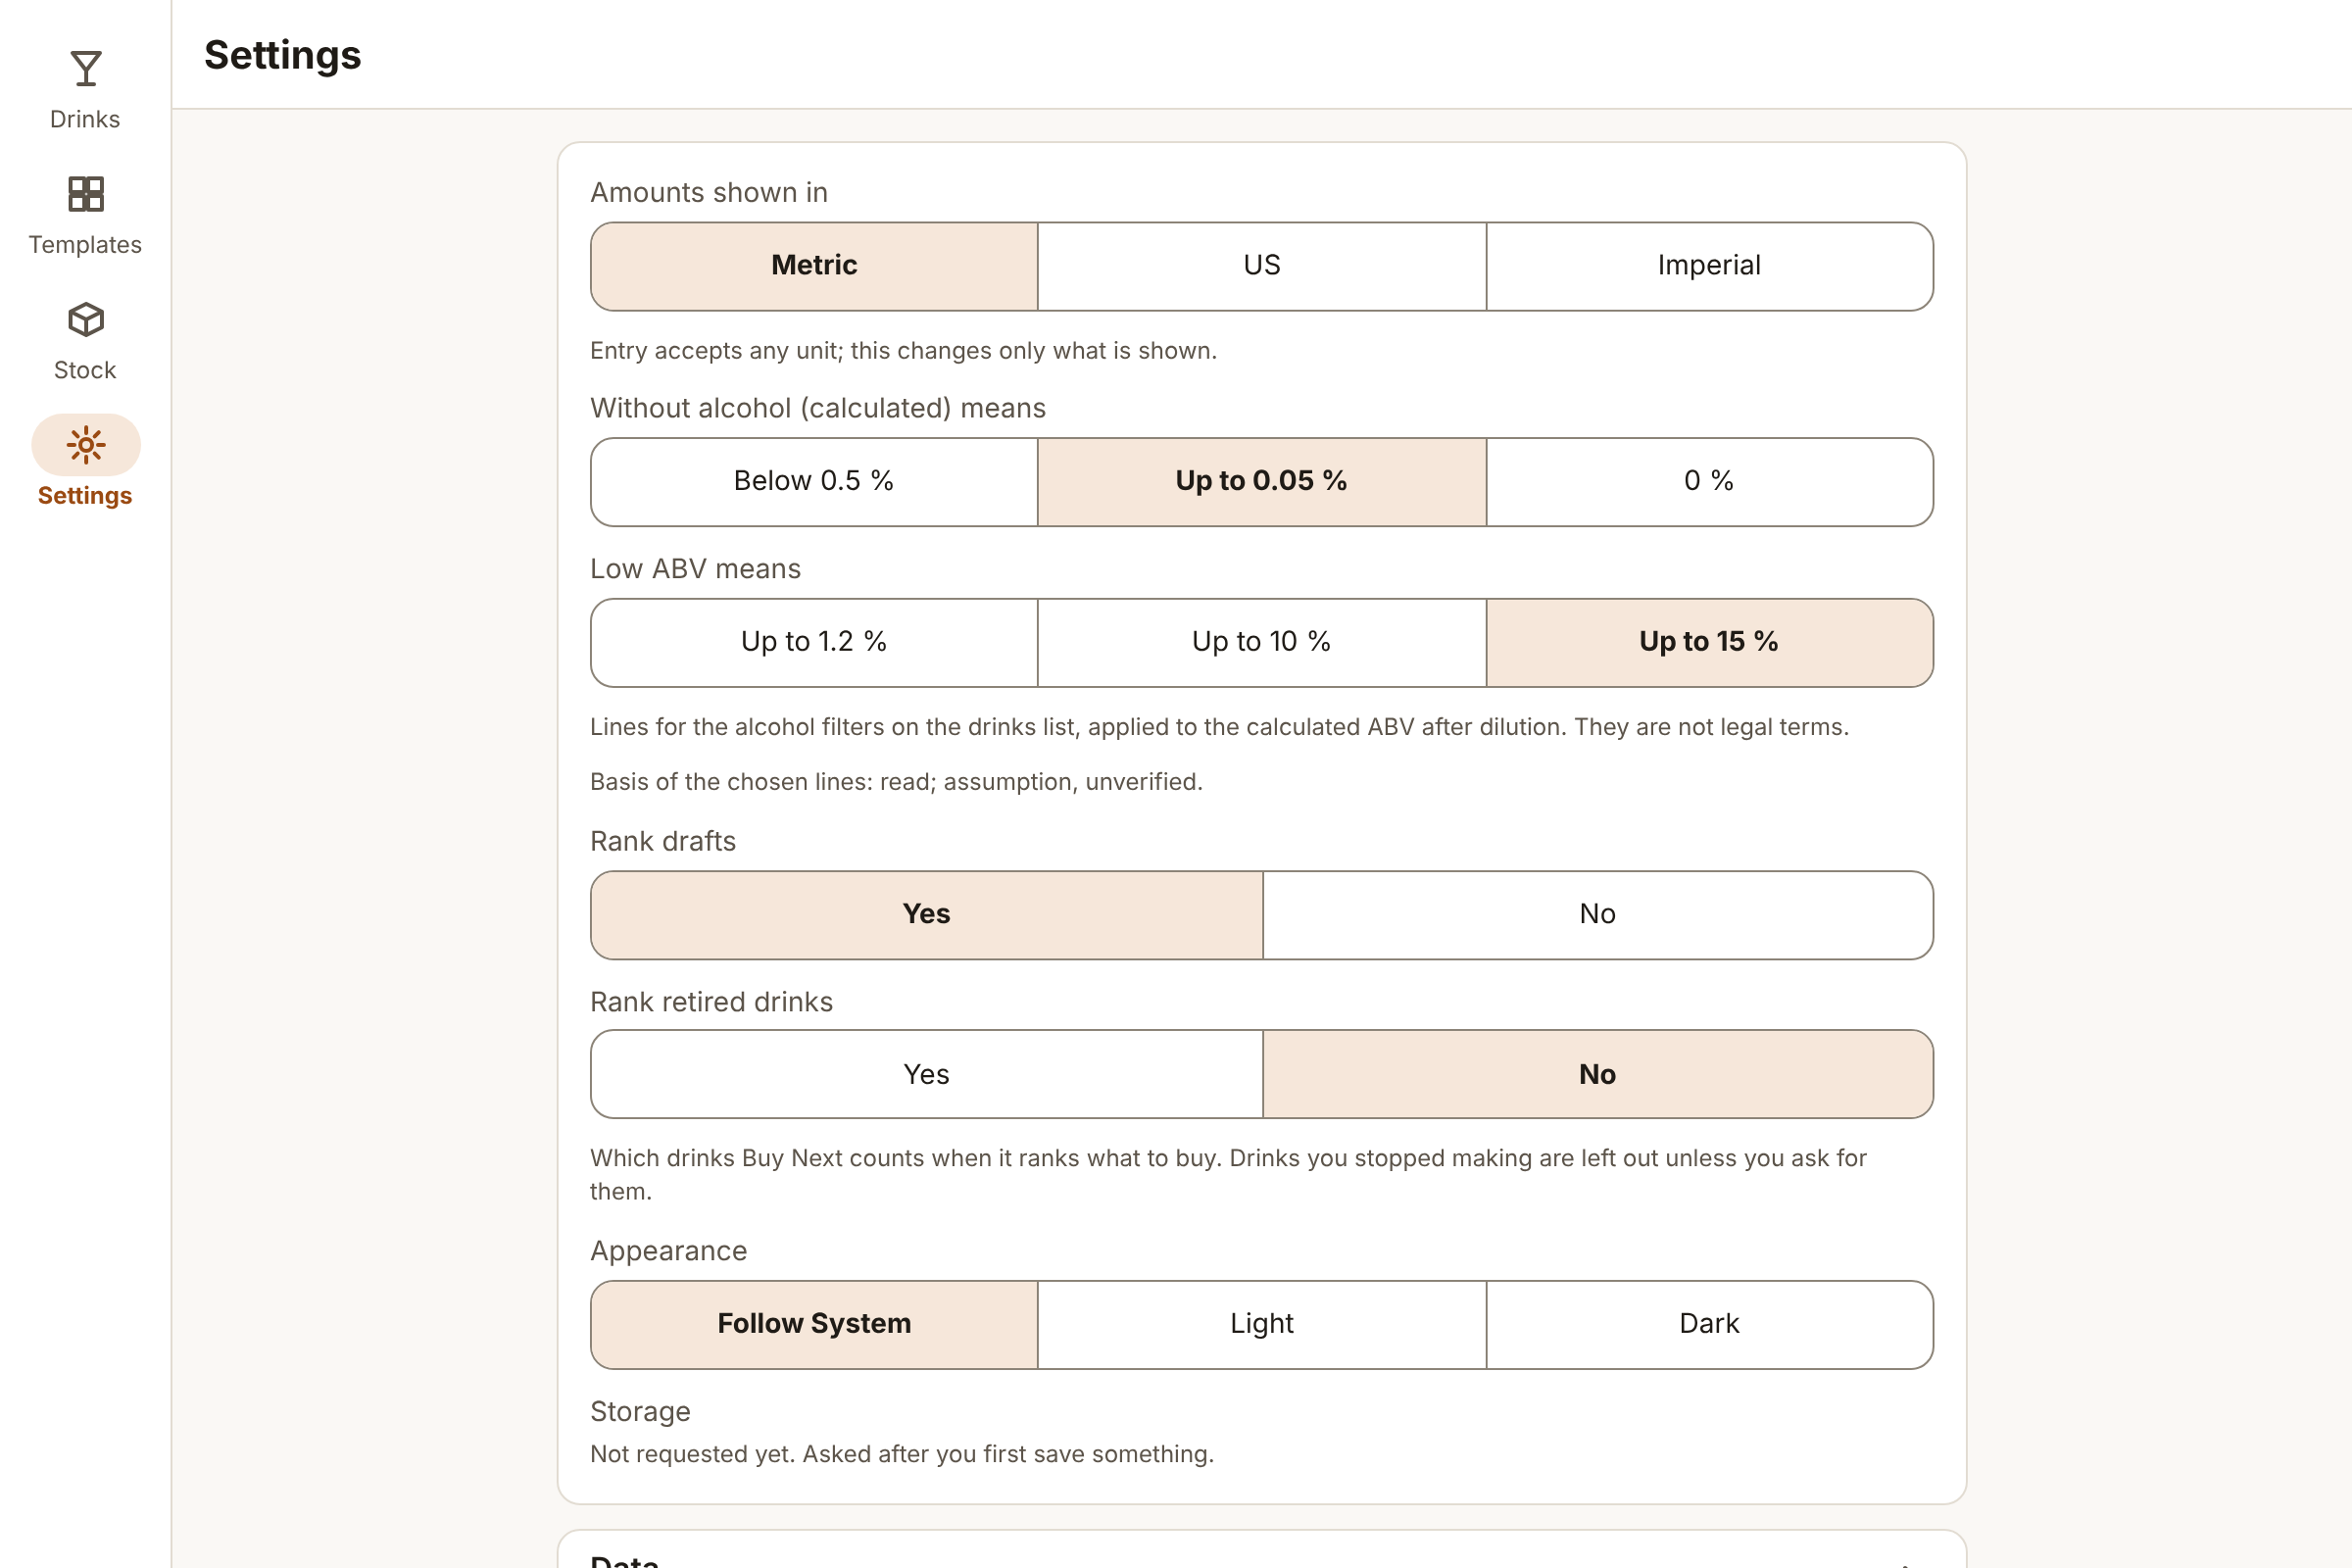 Settings
Drinks
Templates
Stock
Settings
Amounts shown in
Metric
US
Imperial
Entry accepts any unit; this changes only what is shown.
Without alcohol (calculated) means
Below 0.5 %
Up to 0.05 %
0 %
Low ABV means
Up to 1.2 %
Up to 10 %
Up to 15 %
Lines for the alcohol filters on the drinks list, applied to the calculated ABV after dilution. They are not legal terms.
Basis of the chosen lines: read; assumption, unverified.
Rank drafts
Yes
No
Rank retired drinks
Yes
No
Which drinks Buy Next counts when it ranks what to buy. Drinks you stopped making are left out unless you ask for
them.
Appearance
Follow System
Light
Dark
Storage
Not requested yet. Asked after you first save something.
Data